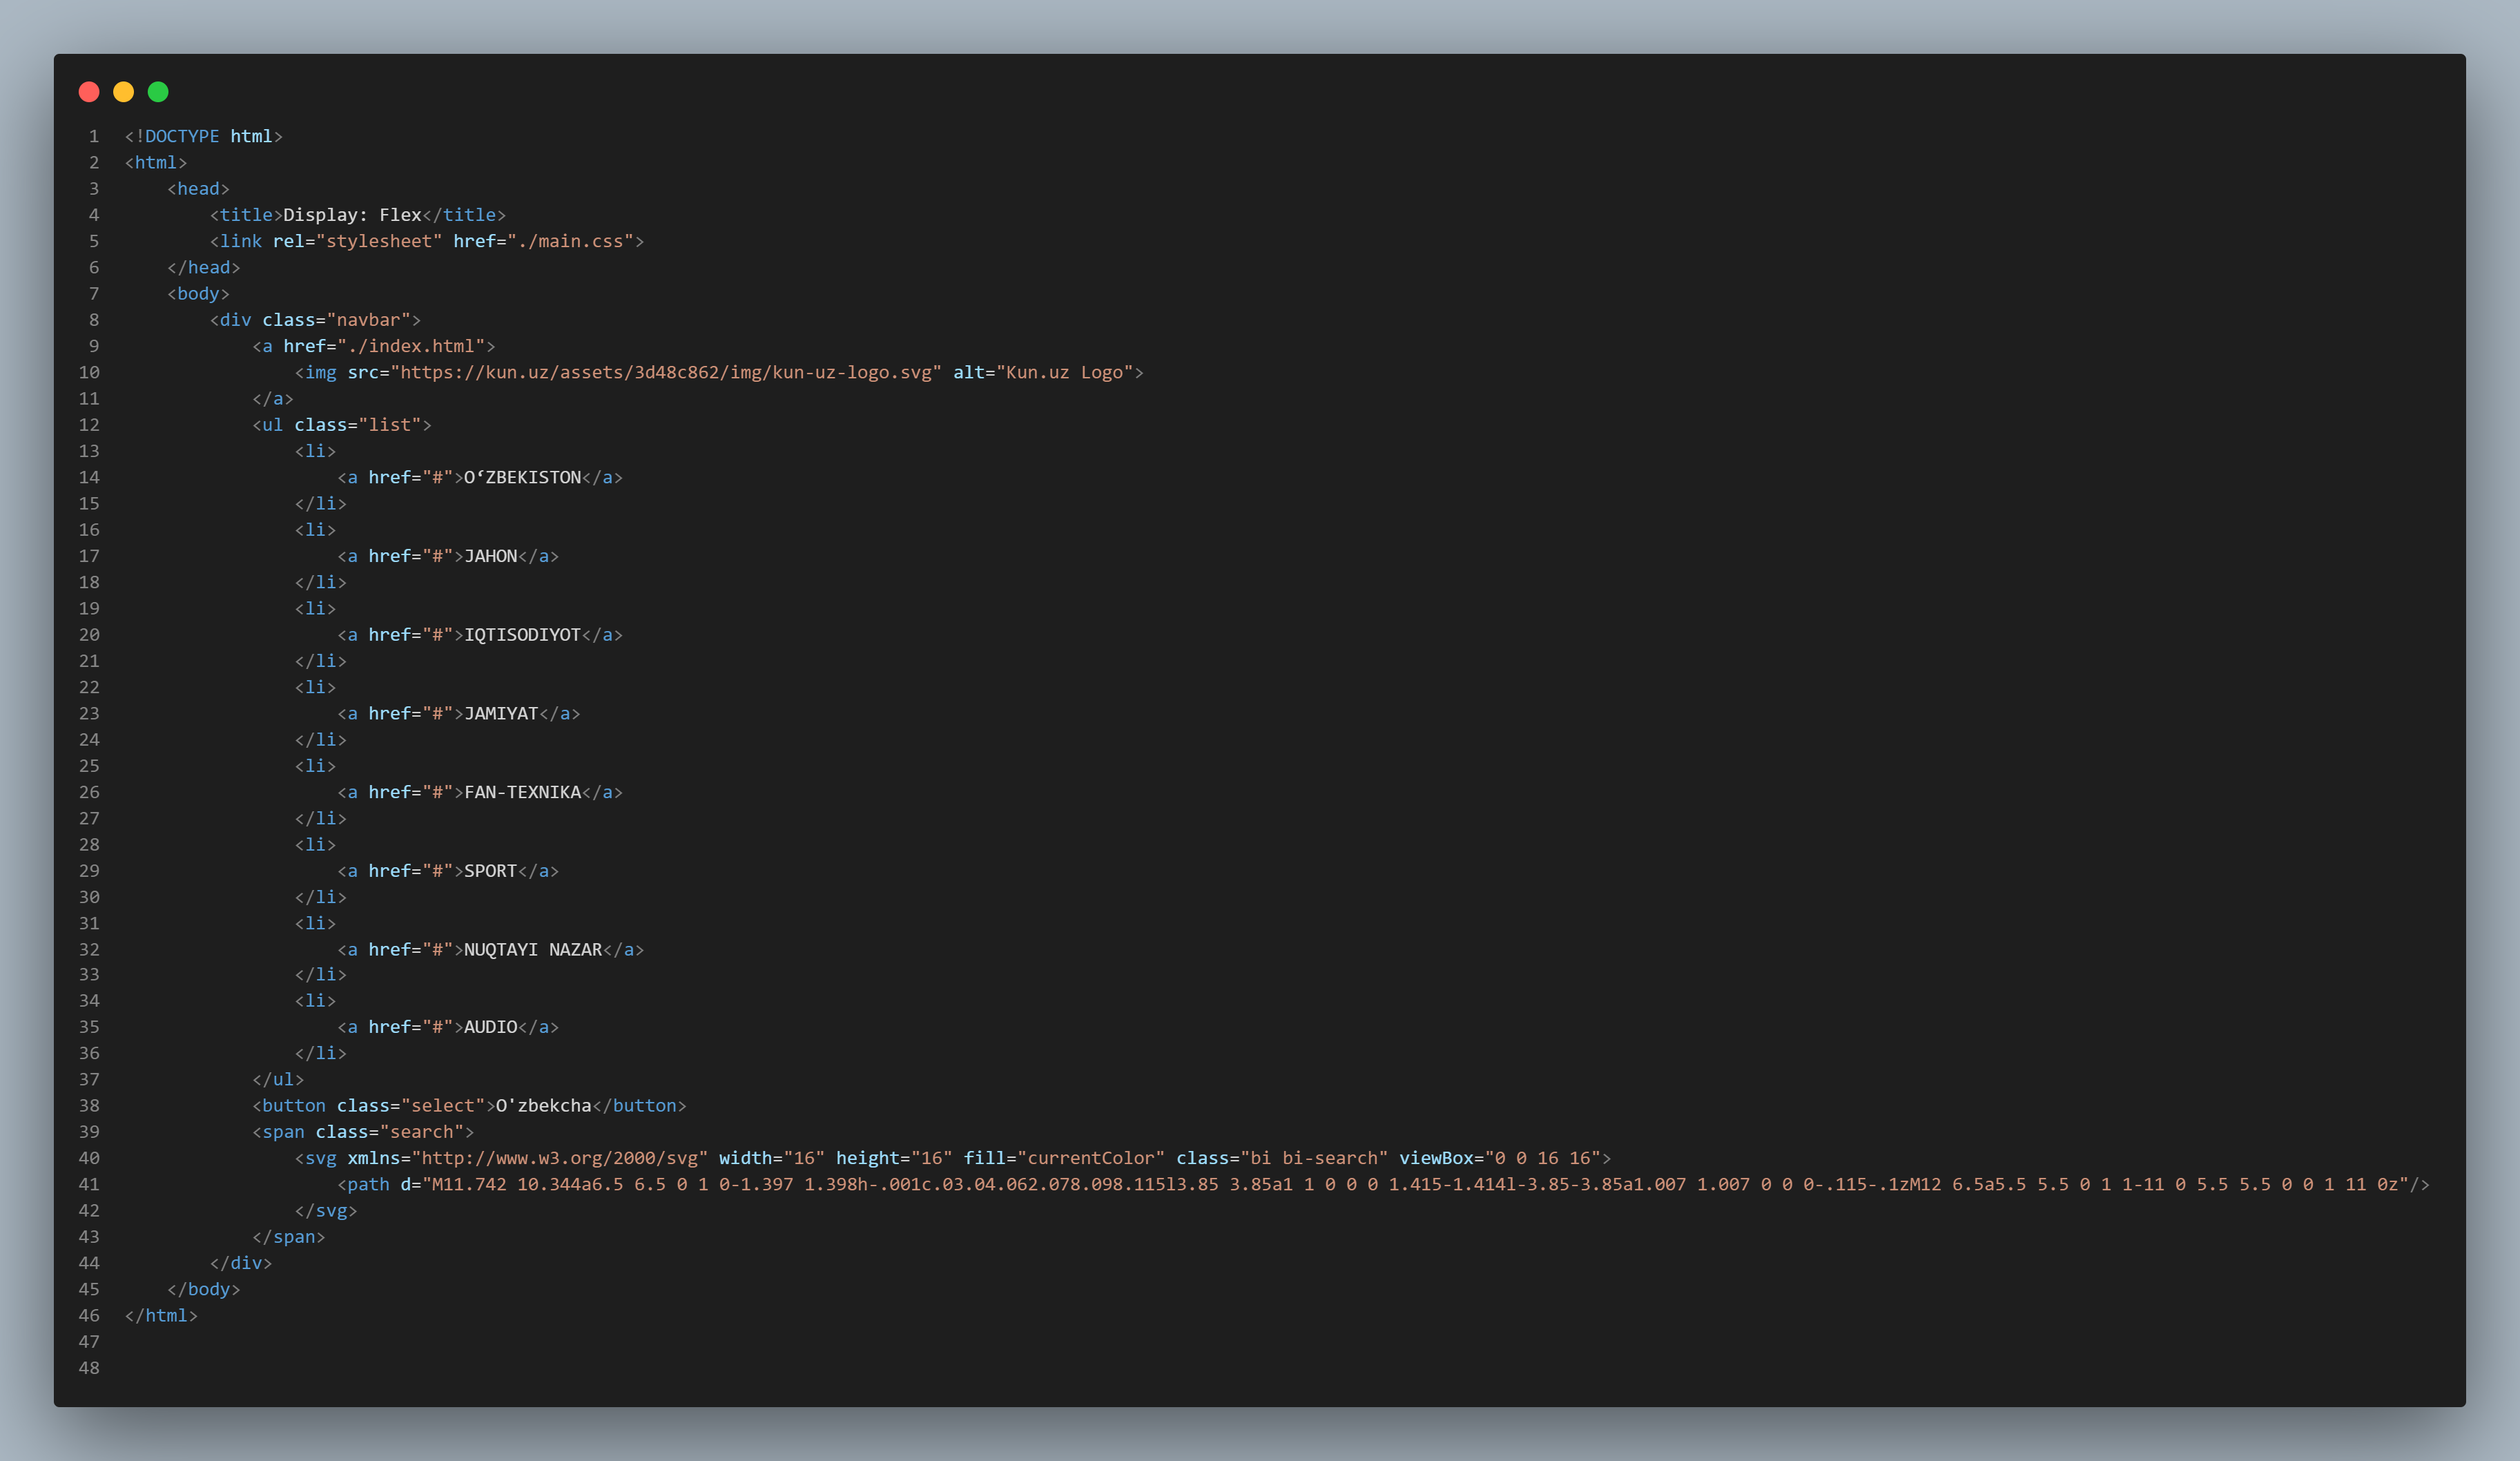 1 <!DOCTYPE html>
2 <html>
3     <head>
4         <title>Display: Flex</title>
5         <link rel="stylesheet" href="./main.css">
6     </head>
7     <body>
8         <div class="navbar">
9             <a href="./index.html">
10                 <img src="https://kun.uz/assets/3d48c862/img/kun-uz-logo.svg" alt="Kun.uz Logo">
11             </a>
12             <ul class="list">
13                 <li>
14                     <a href="#">O‘ZBEKISTON</a>
15                 </li>
16                 <li>
17                     <a href="#">JAHON</a>
18                 </li>
19                 <li>
20                     <a href="#">IQTISODIYOT</a>
21                 </li>
22                 <li>
23                     <a href="#">JAMIYAT</a>
24                 </li>
25                 <li>
26                     <a href="#">FAN-TEXNIKA</a>
27                 </li>
28                 <li>
29                     <a href="#">SPORT</a>
30                 </li>
31                 <li>
32                     <a href="#">NUQTAYI NAZAR</a>
33                 </li>
34                 <li>
35                     <a href="#">AUDIO</a>
36                 </li>
37             </ul>
38             <button class="select">O'zbekcha</button>
39             <span class="search">
40                 <svg xmlns="http://www.w3.org/2000/svg" width="16" height="16" fill="currentColor" class="bi bi-search" viewBox="0 0 16 16">
41                     <path d="M11.742 10.344a6.5 6.5 0 1 0-1.397 1.398h-.001c.03.04.062.078.098.115l3.85 3.85a1 1 0 0 0 1.415-1.414l-3.85-3.85a1.007 1.007 0 0 0-.115-.1zM12 6.5a5.5 5.5 0 1 1-11 0 5.5 5.5 0 0 1 11 0z"/>
42                 </svg>
43             </span>
44         </div>
45     </body>
46 </html>
47
48